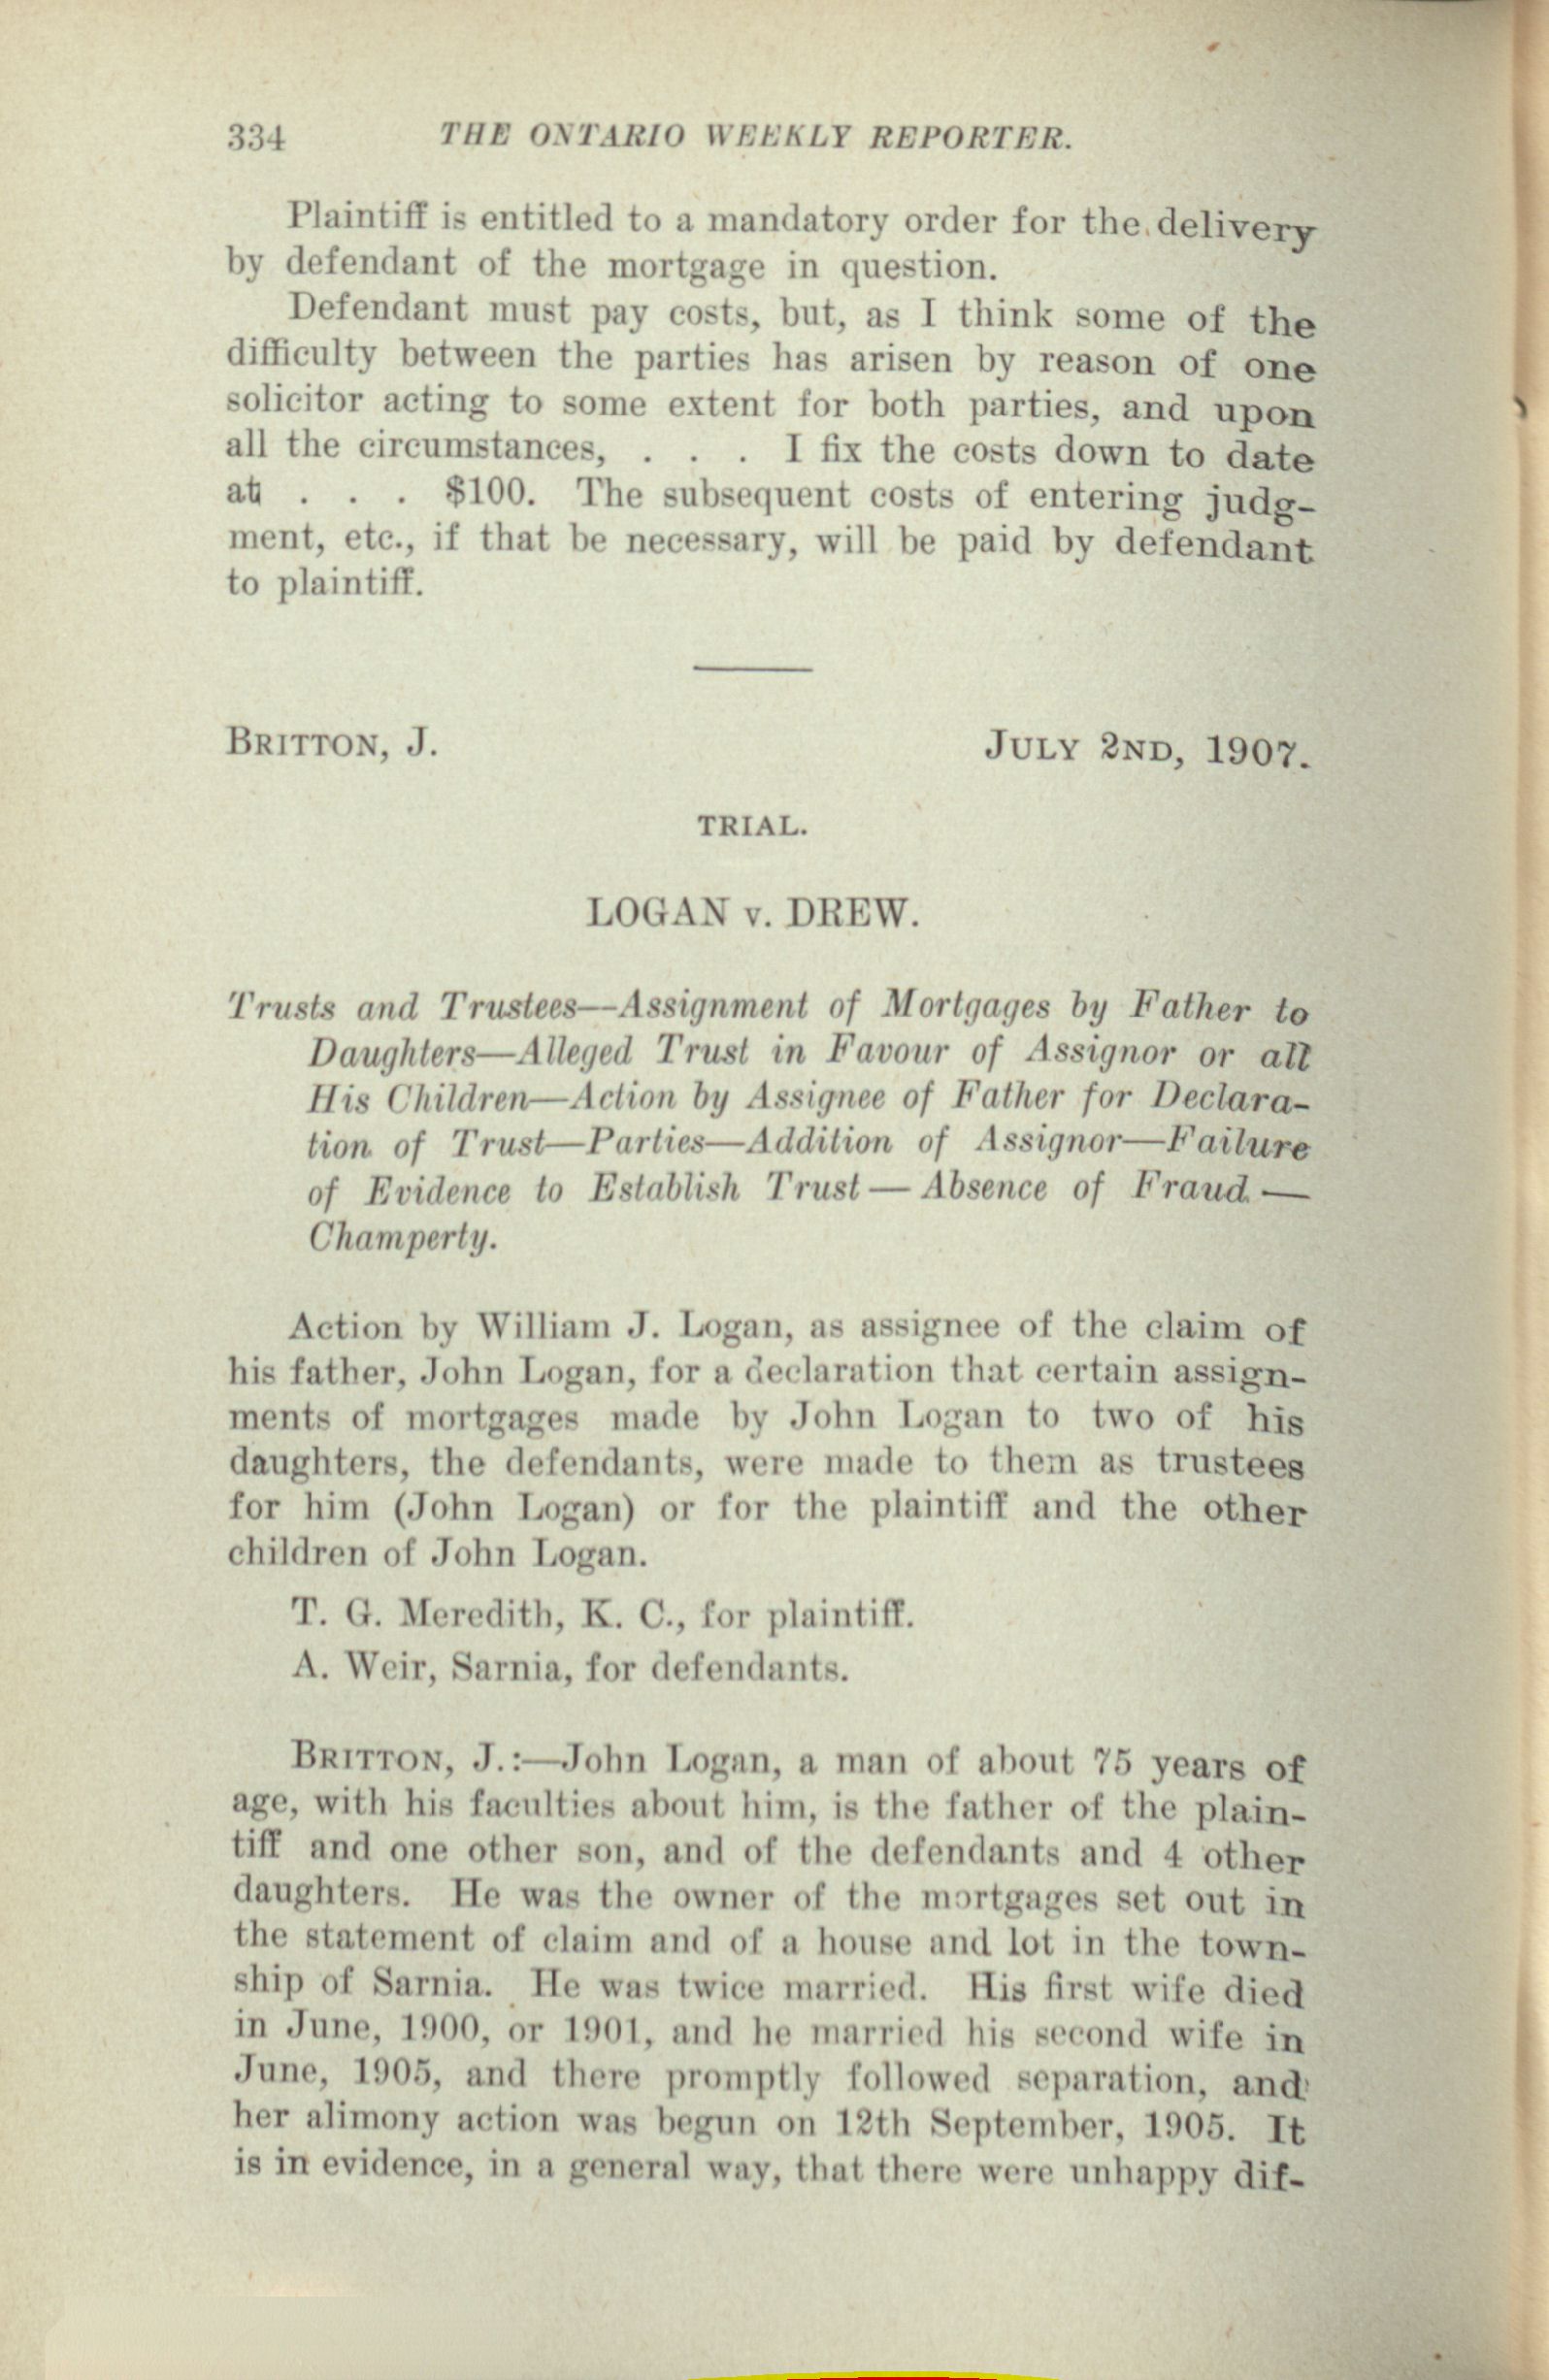 334 THE ONTARIO WEEKLY REPORTER.
Plaintiff is entitled to a mandatory order for the delivery
by defendant of the mortgage in question.
Defendant must pay costs, but, as I think some of the
difficulty between the parties has arisen by reason of one
solicitor acting to some extent for both parties, and upon
all the circumstances, . . . I fix the costs down to date
at . . . $100. The subsequent costs of entering judg-
ment, etc., if that be necessary, will be paid by defendant
to plaintiff.
BRITTON, J. JULY 2ND, 1907.
TRIAL.
LOGAN v. DREW.
Trusts and Trustees—Assignment of Mortgages by Father to
Daughters—Alleged Trust in Favour of Assignor or all
His Children—Action by Assignee of Father for Declara-
tion of Trust—Parties—Addition of Assignor—Failure
of Evidence to Establish Trust — Absence of Fraud —
Champerty.
Action by William J. Logan, as assignee of the claim of
his father, John Logan, for a declaration that certain assign-
ments of mortgages made by John Logan to two of his
daughters, the defendants, were made to them as trustees
for him (John Logan) or for the plaintiff and the other
children of John Logan.
T. G. Meredith, K. C., for plaintiff.
A. Weir, Sarnia, for defendants.
BRITTON, J.:—John Logan, a man of about 75 years of
age, with his faculties about him, is the father of the plain-
tiff and one other son, and of the defendants and 4 other
daughters. He was the owner of the mortgages set out in
the statement of claim and of a house and lot in the town-
ship of Sarnia. He was twice married. His first wife died
in June, 1900, or 1901, and he married his second wife in
June, 1905, and there promptly followed separation, and
her alimony action was begun on 12th September, 1905. It
is in evidence, in a general way, that there were unhappy dif-